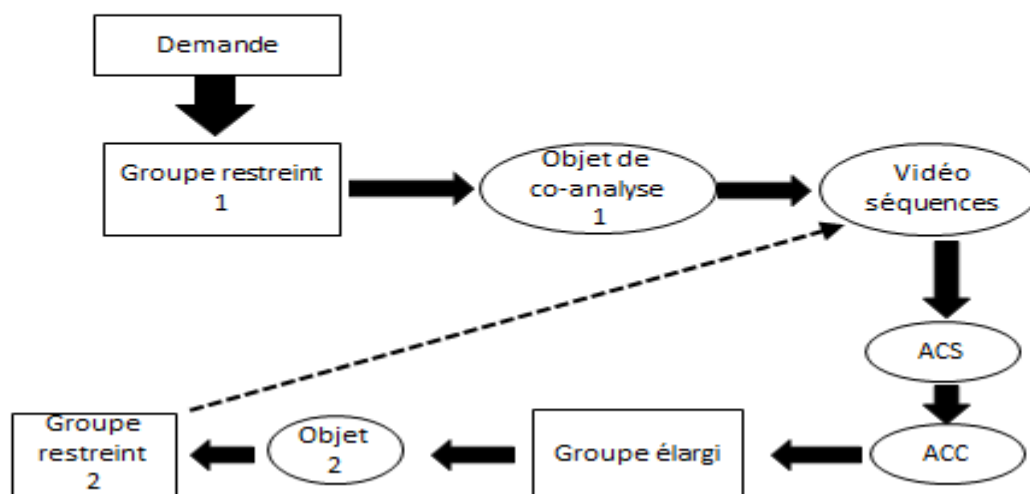 Demande
Groupe restreint
1
Objet de
co-analyse
1
Vidéo
séquences
ACS
ACC
Groupe élargi
Objet
2
Groupe
restreint
2